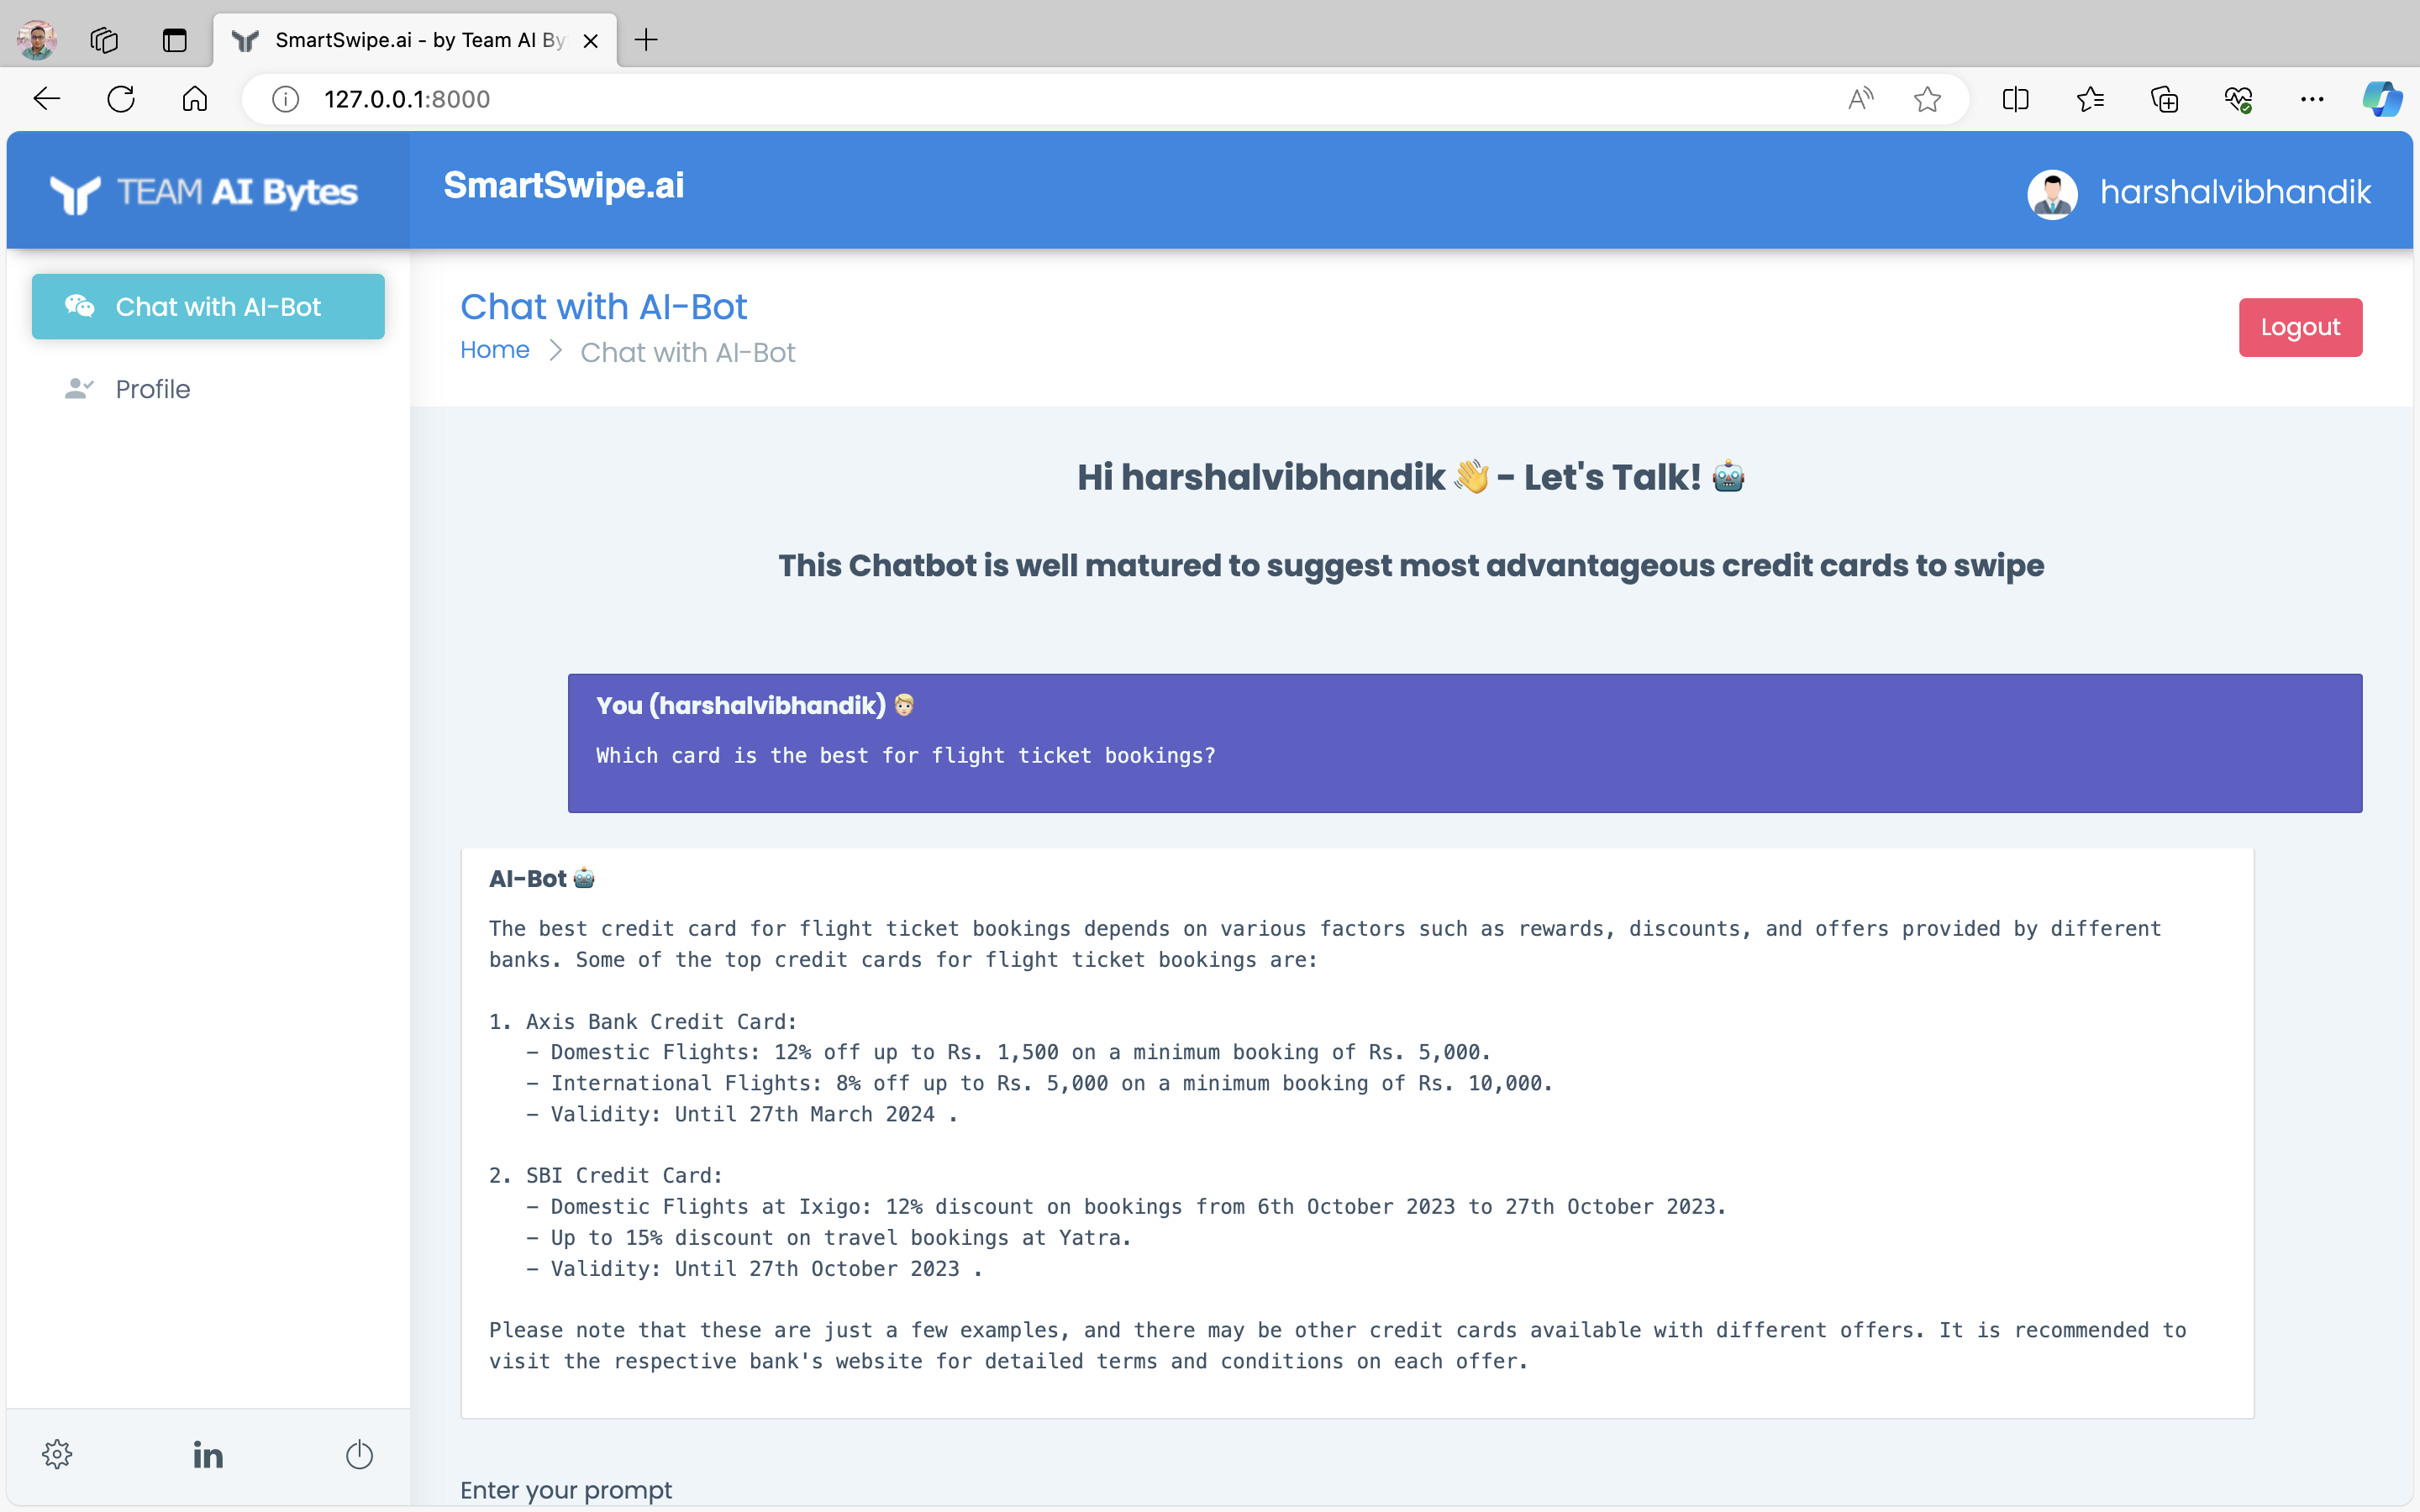 SmartSwipe.ai - by Team AI By
127.0.0.1:8000
TEAM AI Bytes
SmartSwipe.ai
harshalvibhandik
Chat with AI-Bot
Profile
Chat with AI-Bot
Home > Chat with AI-Bot
Logout
Hi harshalvibhandik 👋 - Let's Talk! 🤖
This Chatbot is well matured to suggest most advantageous credit cards to swipe
You (harshalvibhandik) 🧑🏼
Which card is the best for flight ticket bookings?
AI-Bot 🤖
The best credit card for flight ticket bookings depends on various factors such as rewards, discounts, and offers provided by different
banks. Some of the top credit cards for flight ticket bookings are:
1. Axis Bank Credit Card:
- Domestic Flights: 12% off up to Rs. 1,500 on a minimum booking of Rs. 5,000.
- International Flights: 8% off up to Rs. 5,000 on a minimum booking of Rs. 10,000.
- Validity: Until 27th March 2024 .
2. SBI Credit Card:
- Domestic Flights at Ixigo: 12% discount on bookings from 6th October 2023 to 27th October 2023.
- Up to 15% discount on travel bookings at Yatra.
- Validity: Until 27th October 2023 .
Please note that these are just a few examples, and there may be other credit cards available with different offers. It is recommended to
visit the respective bank's website for detailed terms and conditions on each offer.
in
Enter your prompt